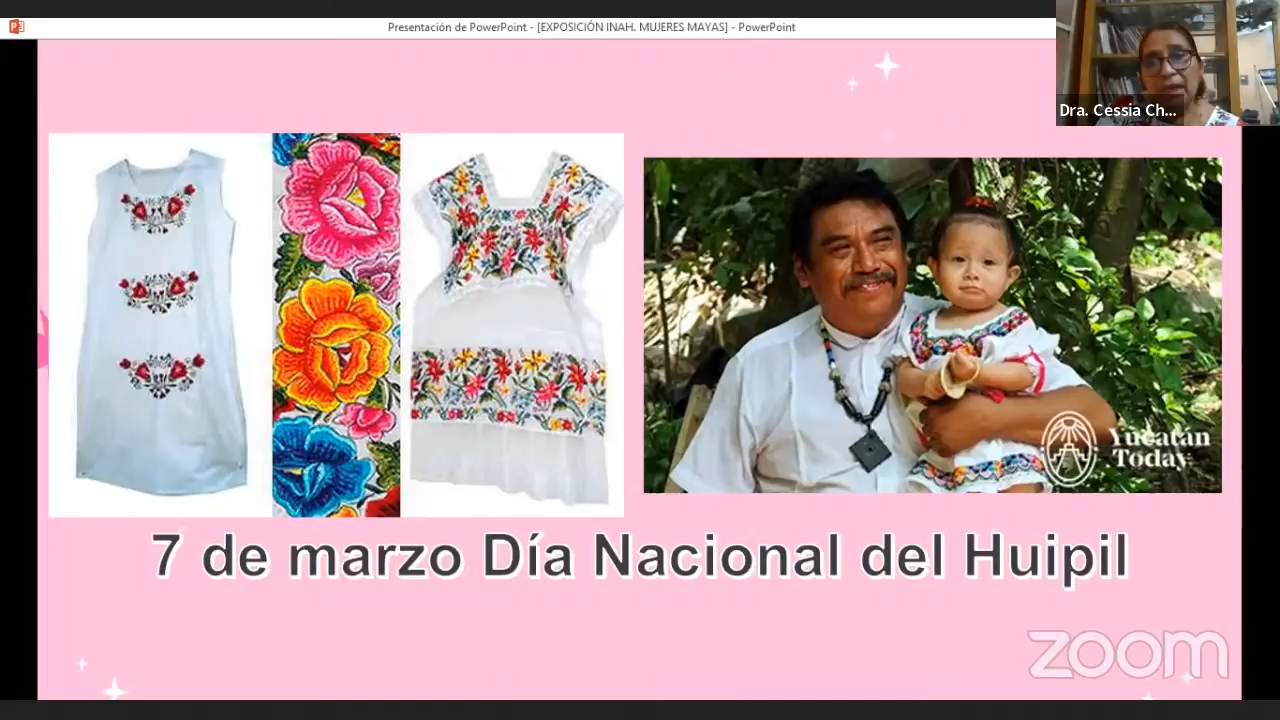 Presentación de PowerPoint - [EXPOSICIÓN INAH. MUJERES MAYAS] - PowerPoint
Dra. Cessia Ch...
Yucatán
Today
7 de marzo Día Nacional del Huipil
zoom